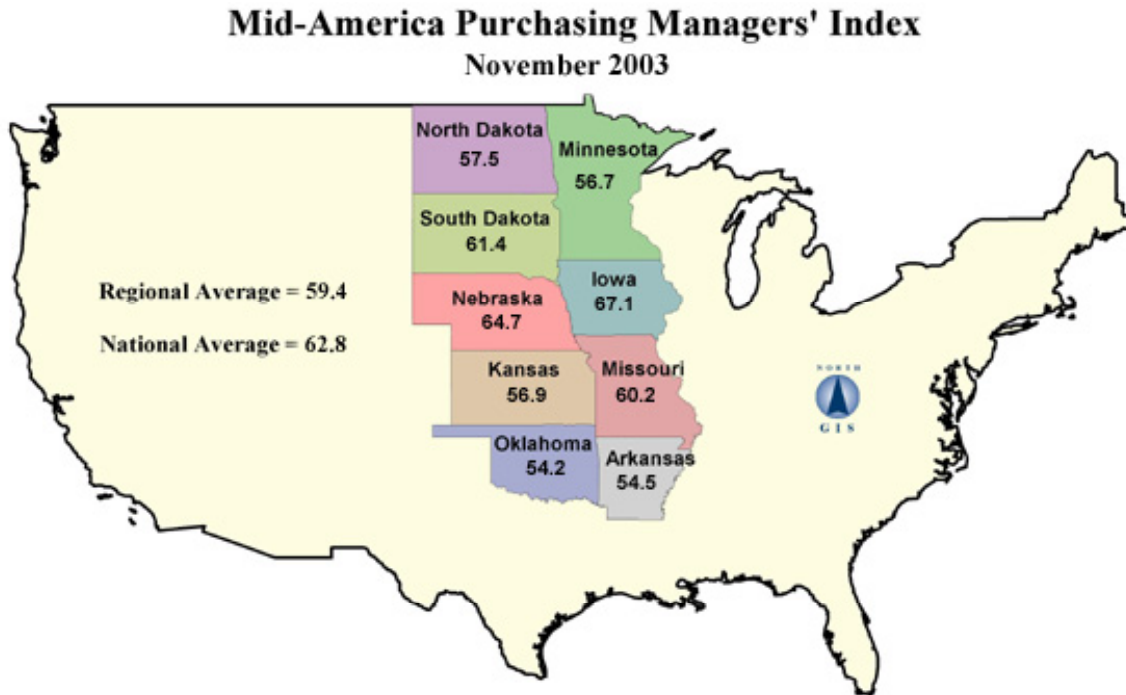 Mid-America Purchasing Managers' Index
November 2003
North Dakota
57.5
Minnesota
56.7
South Dakota
61.4
Iowa
67.1
Regional Average = 59.4
Nebraska
64.7
National Average = 62.8
Kansas
56.9
Missouri
60.2
NORTH
GIS
Oklahoma
54.2
Arkansas
54.5